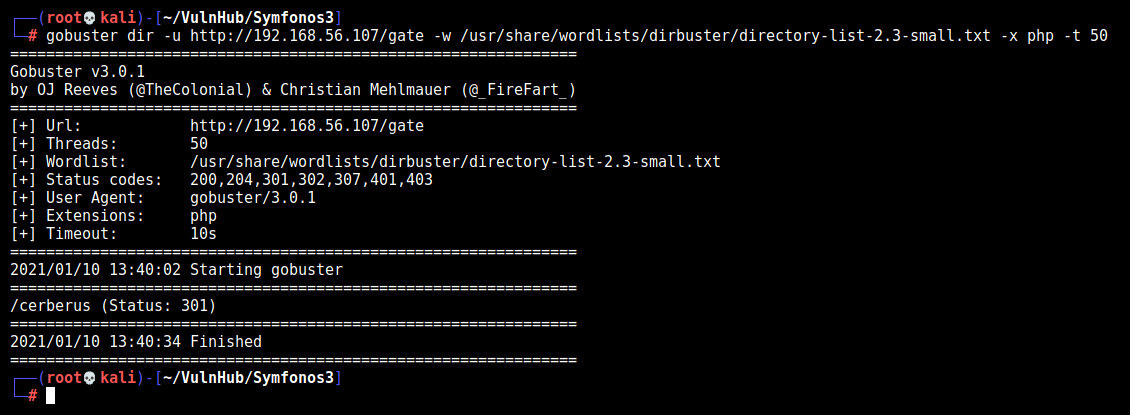 ┌──(root💀kali)-[~/VulnHub/Symfonos3]
└─# gobuster dir -u http://192.168.56.107/gate -w /usr/share/wordlists/dirbuster/directory-list-2.3-small.txt -x php -t 50
===============================================================
Gobuster v3.0.1
by OJ Reeves (@TheColonial) & Christian Mehlmauer (@_FireFart_)
===============================================================
[+] Url:            http://192.168.56.107/gate
[+] Threads:        50
[+] Wordlist:       /usr/share/wordlists/dirbuster/directory-list-2.3-small.txt
[+] Status codes:   200,204,301,302,307,401,403
[+] User Agent:     gobuster/3.0.1
[+] Extensions:     php
[+] Timeout:        10s
===============================================================
2021/01/10 13:40:02 Starting gobuster
===============================================================
/cerberus (Status: 301)
===============================================================
2021/01/10 13:40:34 Finished
===============================================================
┌──(root💀kali)-[~/VulnHub/Symfonos3]
└─#